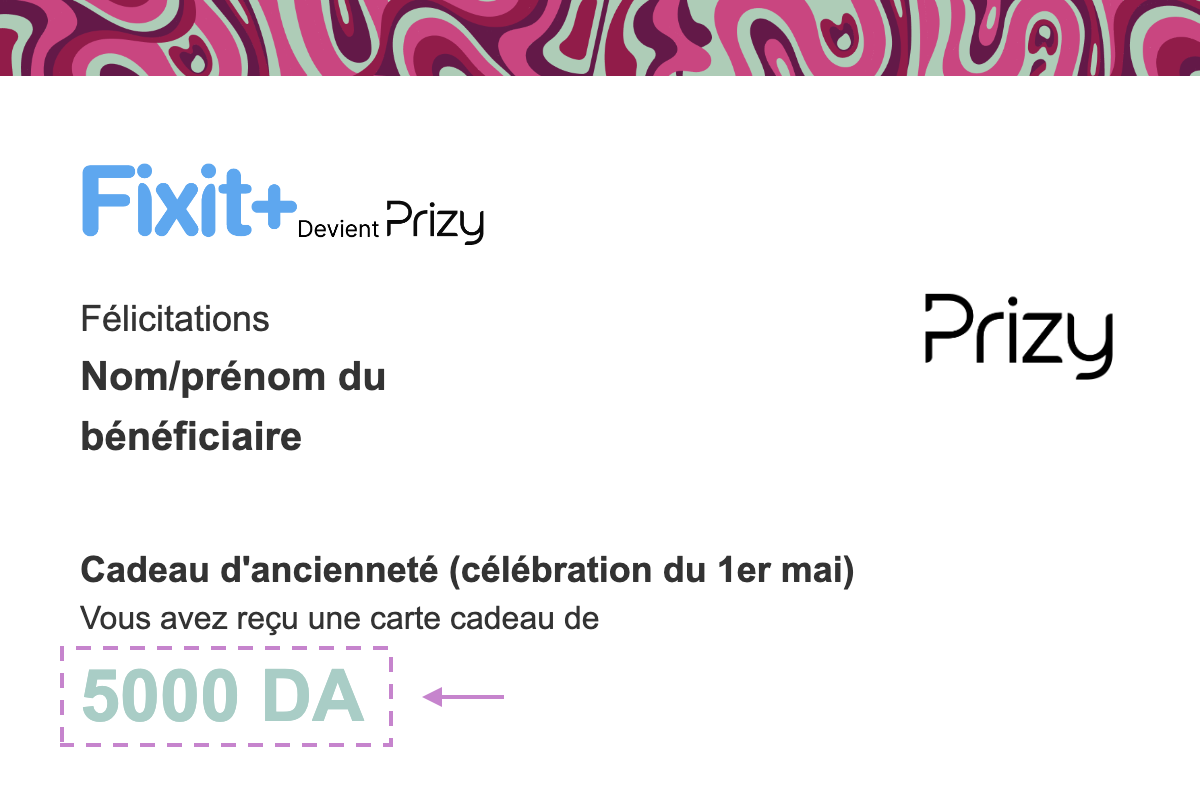 Fixit+ Devient Prizy
Félicitations
Prizy
Nom/prénom du
bénéficiaire
Cadeau d'ancienneté (célébration du 1er mai)
Vous avez reçu une carte cadeau de
5000 DA